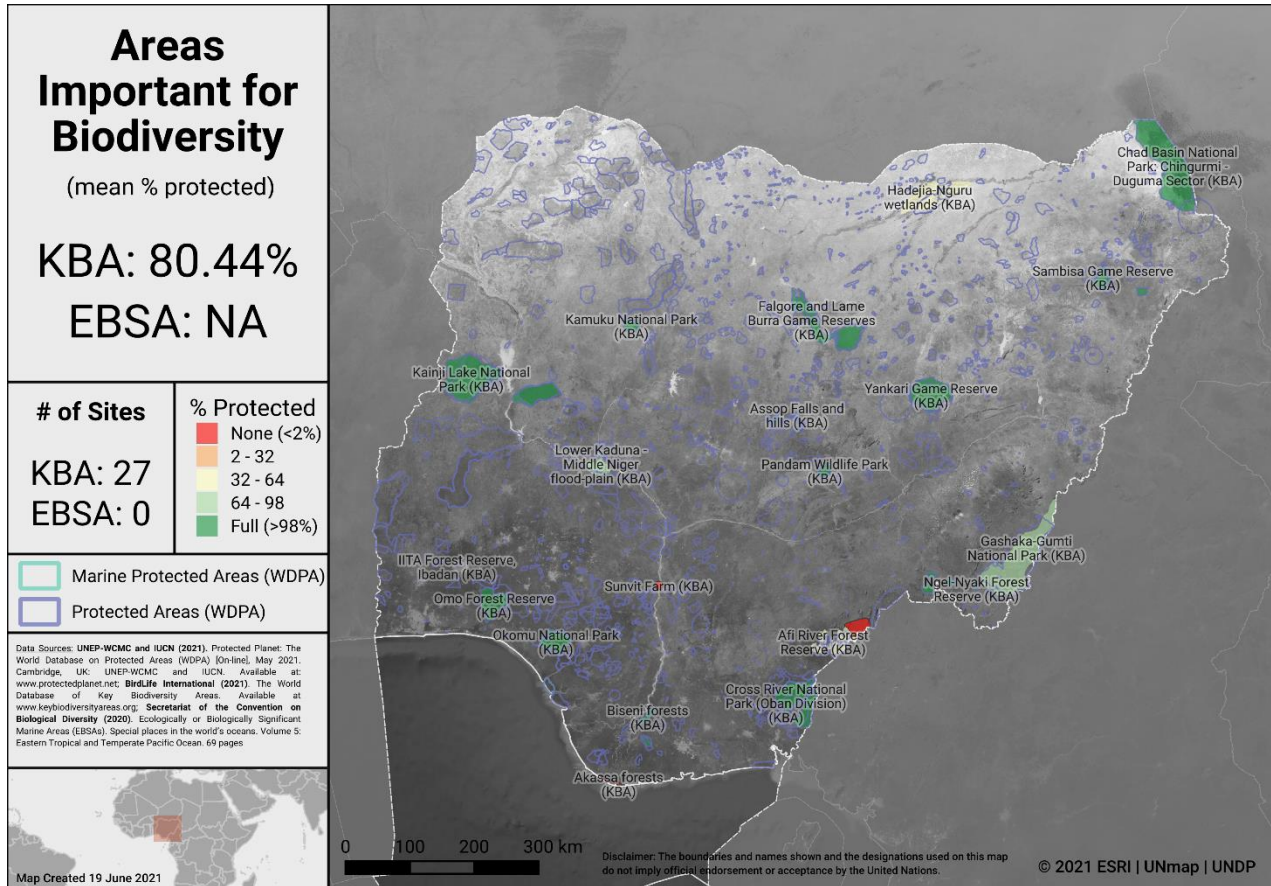 Areas
Important for
Biodiversity
(mean % protected)
KBA: 80.44%
EBSA: NA
# of Sites
KBA: 27
EBSA: 0
% Protected
None (<2%)
2 - 32
32 - 64
64 - 98
Full (>98%)
Marine Protected Areas (WDPA)
Protected Areas (WDPA)
Data Sources: UNEP-WCMC and IUCN (2021). Protected Planet: The
World Database on Protected Areas (WDPA) [On-line], May 2021.
Cambridge, UK: UNEP-WCMC and IUCN. Available at:
www.protectedplanet.net; BirdLife International (2021). The World
Database of Key Biodiversity Areas. Available at
www.keybiodiversityareas.org; Secretariat of the Convention on
Biological Diversity (2020). Ecologically or Biologically Significant
Marine Areas (EBSAs). Special places in the world's oceans. Volume 5:
Eastern Tropical and Temperate Pacific Ocean. 69 pages
Map Created 19 June 2021
Chad Basin National
Park: Chingurmi -
Duguma Sector (KBA)
Hadejia-Nguru
wetlands (KBA)
Sambisa Game Reserve
(KBA)
Kamuku National Park
(KBA)
Falgore and Lame
Burra Game Reserves
(KBA)
Kainji Lake National
Park (KBA)
Yankari Game Reserve
(KBA)
Assop Falls and
hills (KBA)
Lower Kaduna -
Middle Niger
flood-plain (KBA)
Pandam Wildlife Park
(KBA)
Gashaka-Gumti
National Park (KBA)
IITA Forest Reserve,
Ibadan (KBA)
Sunvit Farm (KBA)
Ngel-Nyaki Forest
Reserve (KBA)
Omo Forest Reserve
(KBA)
Okomu National Park
(KBA)
Afi River Forest
Reserve (KBA)
Cross River National
Park (Oban Division)
(KBA)
Biseni forests
(KBA)
Akassa forests
(KBA)
0 100 200 300 km
Disclaimer: The boundaries and names shown and the designations used on this map
do not imply official endorsement or acceptance by the United Nations.
© 2021 ESRI | UNmap | UNDP